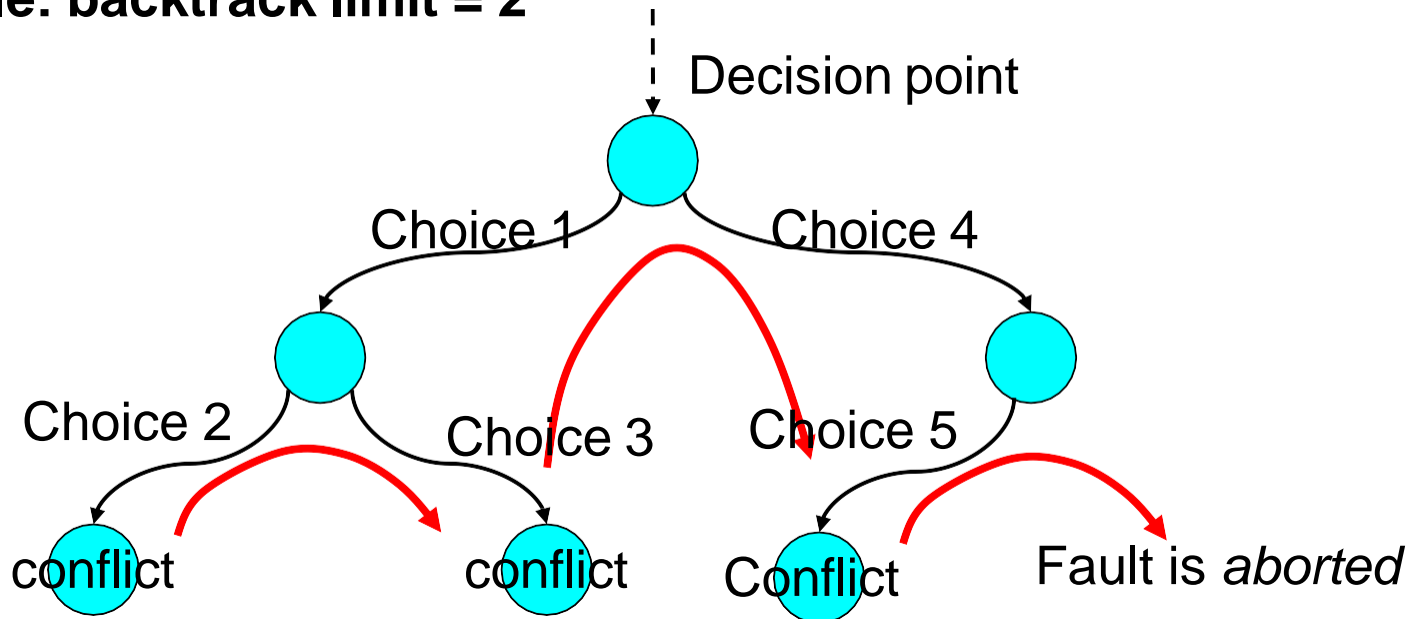 backtrack limit = 2
Decision point
Choice 1
Choice 4
Choice 2
Choice 3
Choice 5
conflict
conflict
Conflict
Fault is aborted